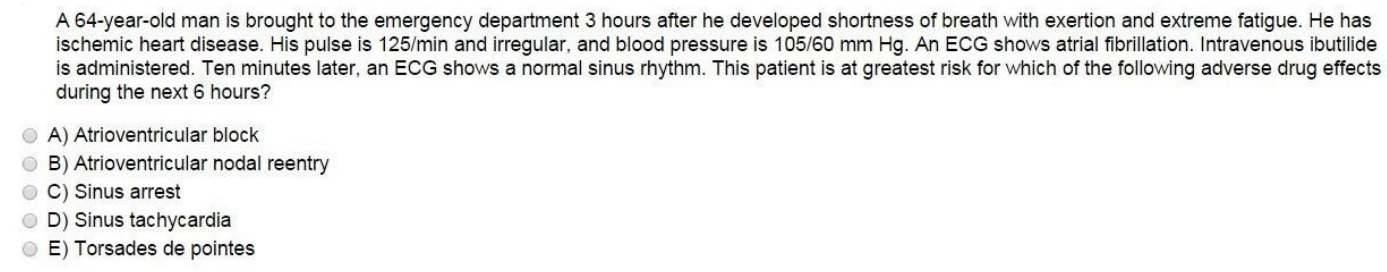 A 64-year-old man is brought to the emergency department 3 hours after he developed shortness of breath with exertion and extreme fatigue. He has
ischemic heart disease. His pulse is 125/min and irregular, and blood pressure is 105/60 mm Hg. An ECG shows atrial fibrillation. Intravenous ibutilide
is administered. Ten minutes later, an ECG shows a normal sinus rhythm. This patient is at greatest risk for which of the following adverse drug effects
during the next 6 hours?
A) Atrioventricular block
B) Atrioventricular nodal reentry
C) Sinus arrest
D) Sinus tachycardia
E) Torsades de pointes